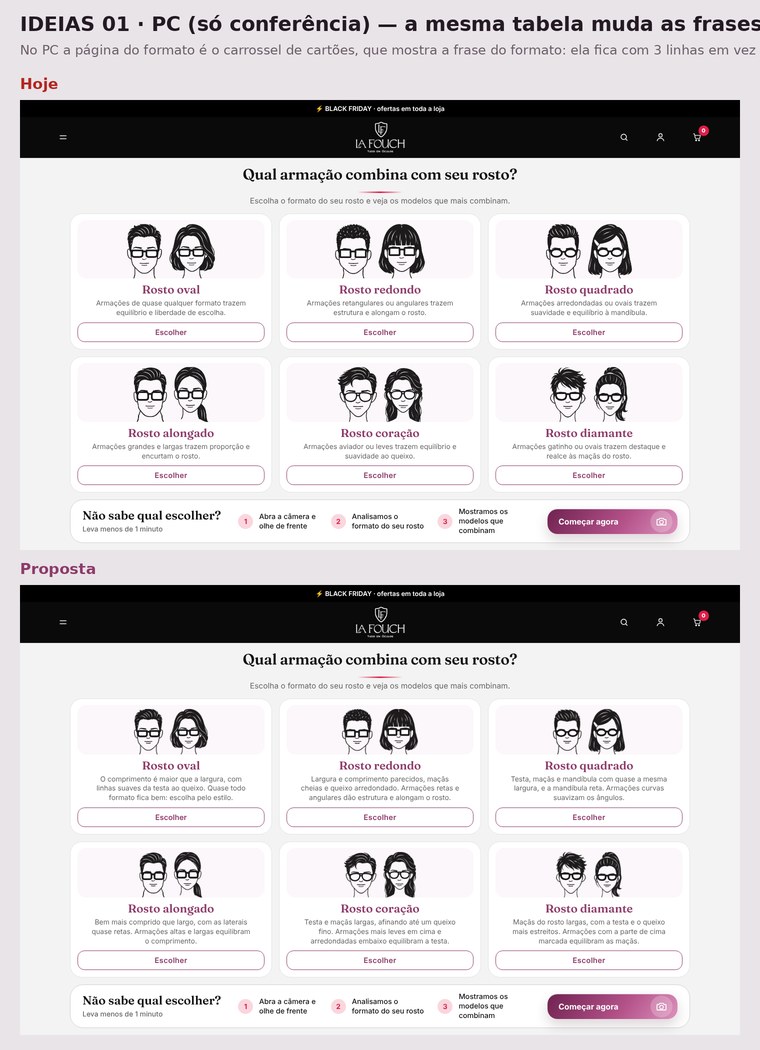 IDEIAS 01 · PC (só conferência) — a mesma tabela muda as frases
No PC a página do formato é o carrossel de cartões, que mostra a frase do formato: ela fica com 3 linhas em vez
Hoje
⚡ BLACK FRIDAY · ofertas em toda a loja
LA FOUCH
0
Qual armação combina com seu rosto?
Escolha o formato do seu rosto e veja os modelos que mais combinam.
Rosto oval
Armações de quase qualquer formato trazem
equilíbrio e liberdade de escolha.
Escolher
Rosto redondo
Armações retangulares ou angulares trazem
estrutura e alongam o rosto.
Escolher
Rosto quadrado
Armações arredondadas ou ovais trazem
suavidade e equilíbrio à mandíbula.
Escolher
Rosto alongado
Armações grandes e largas trazem proporção e
encurtam o rosto.
Escolher
Rosto coração
Armações aviador ou leves trazem equilíbrio e
suavidade ao queixo.
Escolher
Rosto diamante
Armações gatinho ou ovais trazem destaque e
realce às maçãs do rosto.
Escolher
Não sabe qual escolher?
Leva menos de 1 minuto
1
Abra a câmera e
olhe de frente
2
Analisamos o
formato do seu rosto
3
Mostramos os
modelos que
combinam
Começar agora
Proposta
⚡ BLACK FRIDAY · ofertas em toda a loja
LA FOUCH
0
Qual armação combina com seu rosto?
Escolha o formato do seu rosto e veja os modelos que mais combinam.
Rosto oval
O comprimento é maior que a largura, com
linhas suaves da testa ao queixo. Quase todo
formato fica bem: escolha pelo estilo.
Escolher
Rosto redondo
Largura e comprimento parecidos, maçãs
cheias e queixo arredondado. Armações retas e
angulares dão estrutura e alongam o rosto.
Escolher
Rosto quadrado
Testa, maçãs e mandíbula com quase a mesma
largura, e a mandíbula reta. Armações curvas
suavizam os ângulos.
Escolher
Rosto alongado
Bem mais comprido que largo, com as laterais
quase retas. Armações altas e largas equilibram
o comprimento.
Escolher
Rosto coração
Testa e maçãs largas, afinando até um queixo
fino. Armações mais leves em cima e
arredondadas embaixo equilibram a testa.
Escolher
Rosto diamante
Maçãs do rosto largas, com a testa e o queixo
mais estreitos. Armações com a parte de cima
marcada equilibram as maçãs.
Escolher
Não sabe qual escolher?
Leva menos de 1 minuto
1
Abra a câmera e
olhe de frente
2
Analisamos o
formato do seu rosto
3
Mostramos os
modelos que
combinam
Começar agora